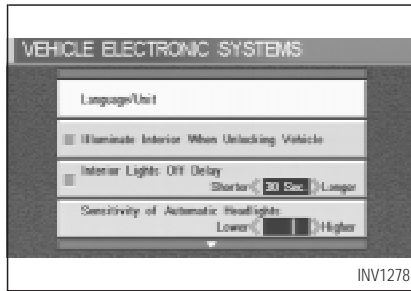 VEHICLE ELECTRONIC SYSTEMS
Language/Unit
Illuminate Interior When Unlocking Vehicle
Interior Lights Off Delay
Shorter 30 Sec. Longer
Sensitivity of Automatic Headlights
Lower Higher
INV1278